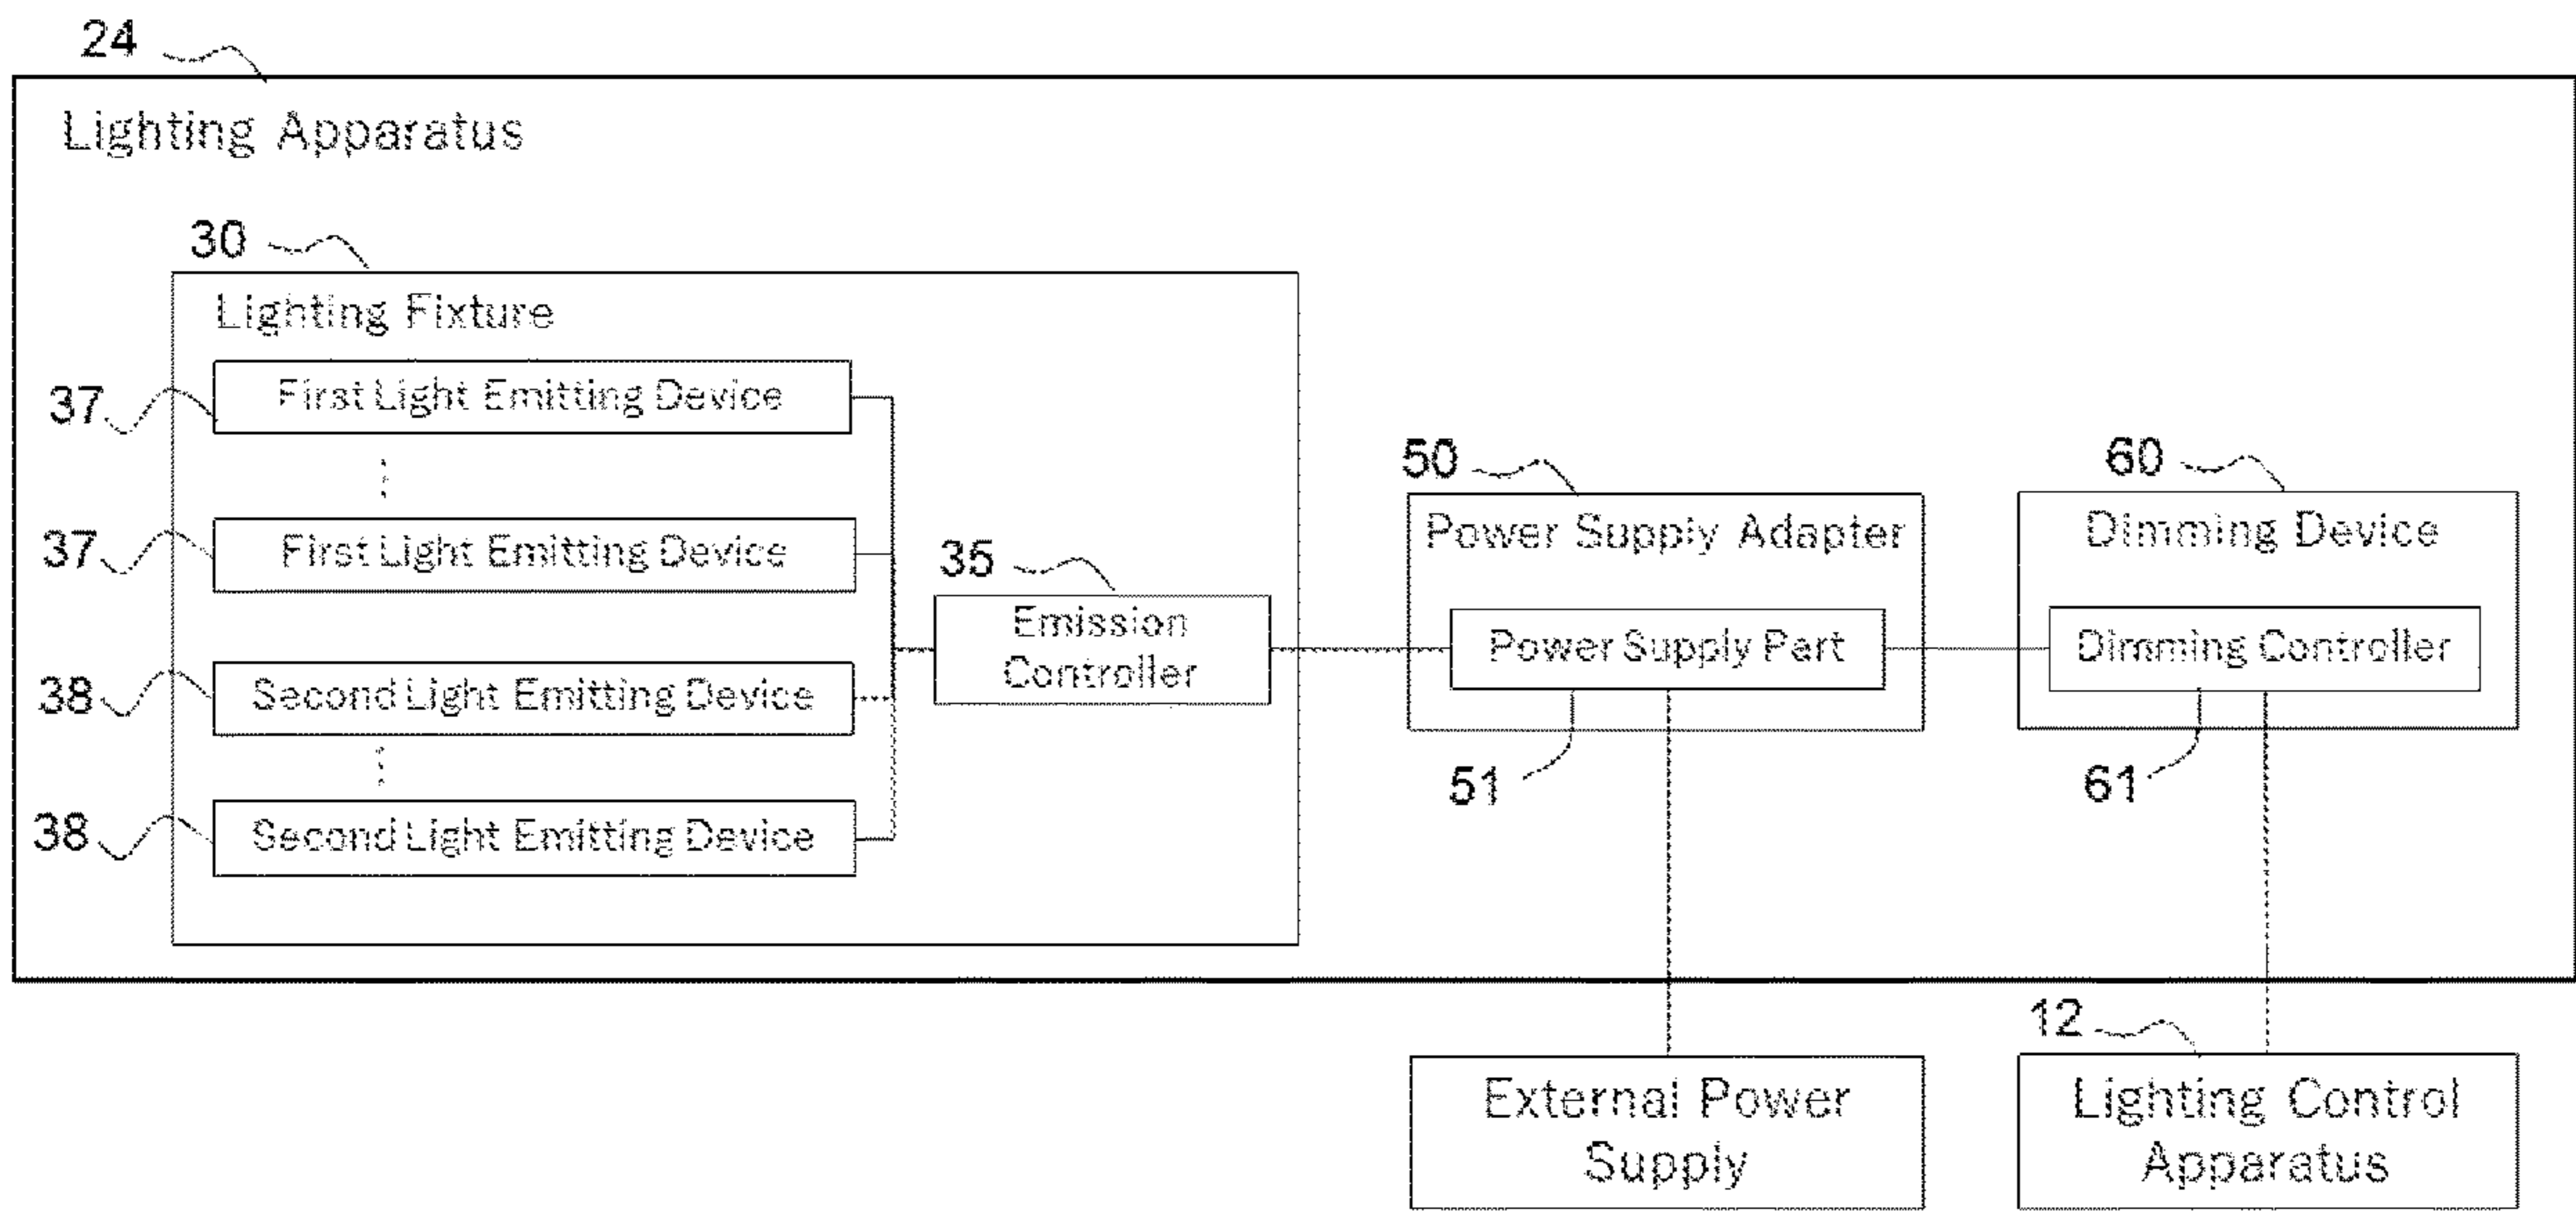 24
Lighting Apparatus
30
Lighting Fixture
37
First Light Emitting Device
37
First Light Emitting Device
38
Second Light Emitting Device
38
Second Light Emitting Device
35
Emission
Controller
50
Power Supply Adapter
Power Supply Part
51
60
Dimming Device
Dimming Controller
61
External Power
Supply
12
Lighting Control
Apparatus